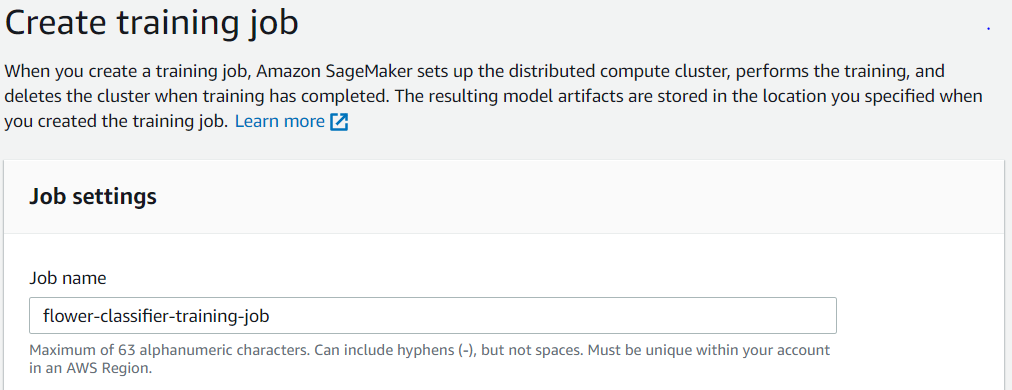 Create training job
When you create a training job, Amazon SageMaker sets up the distributed compute cluster, performs the training, and
deletes the cluster when training has completed. The resulting model artifacts are stored in the location you specified when
you created the training job. Learn more
Job settings
Job name
flower-classifier-training-job
Maximum of 63 alphanumeric characters. Can include hyphens (-), but not spaces. Must be unique within your account
in an AWS Region.